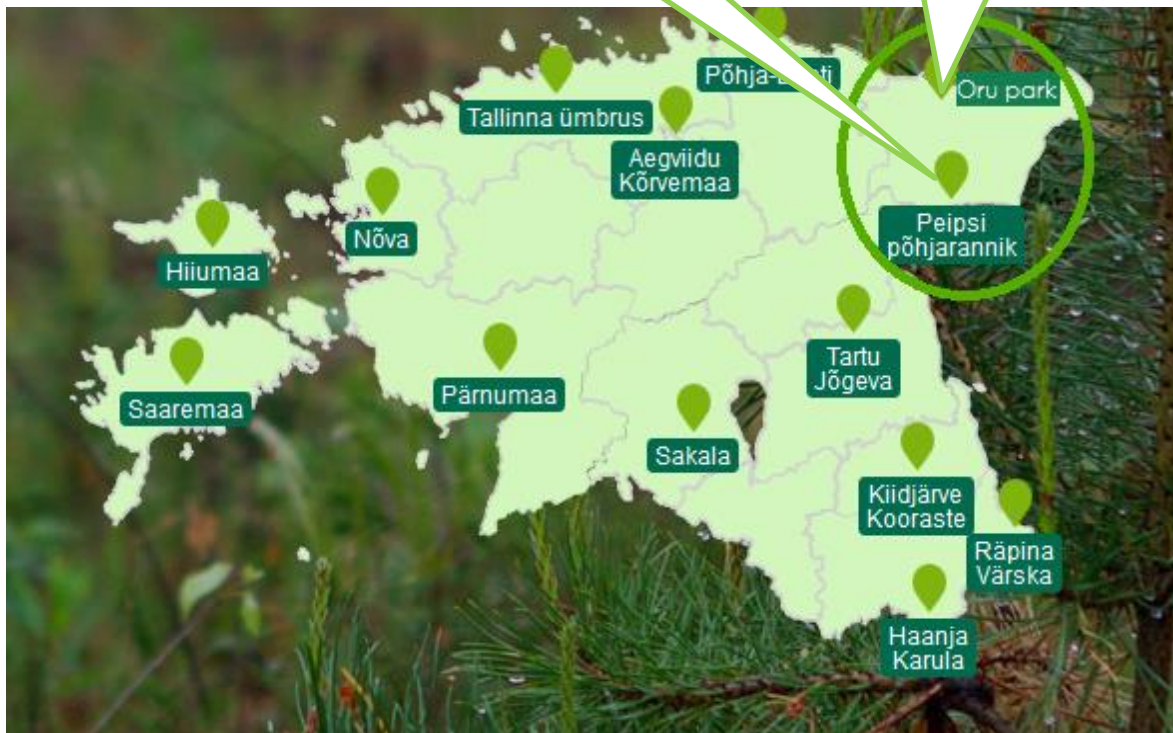 Põhja-Eesti
Oru park
Tallinna ümbrus
Aegviidu
Kõrvemaa
Peipsi
põhjarannik
Nõva
Hiiumaa
Tartu
Jõgeva
Pärnumaa
Saaremaa
Sakala
Kiidjärve
Kooraste
Räpina
Värska
Haanja
Karula